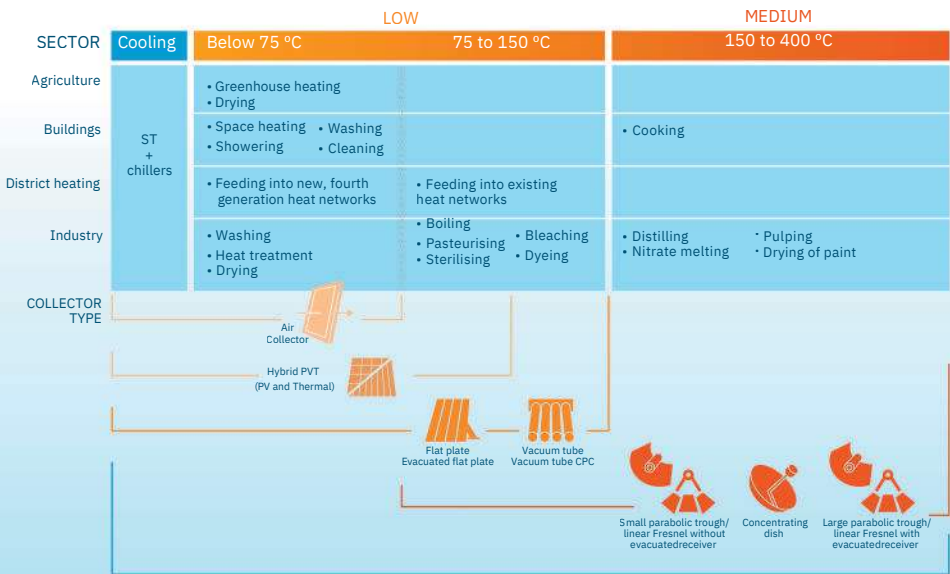 LOW
MEDIUM
SECTOR
Cooling
Below 75 ºC
75 to 150 ºC
150 to 400 ºC
Agriculture
• Greenhouse heating
• Drying
Buildings
ST
+
chillers
• Space heating
• Showering
• Washing
• Cleaning
• Cooking
District heating
• Feeding into new, fourth
generation heat networks
• Feeding into existing
heat networks
Industry
• Washing
• Heat treatment
• Drying
• Boiling
• Pasteurising
• Sterilising
• Bleaching
• Dyeing
• Distilling
• Nitrate melting
• Pulping
• Drying of paint
COLLECTOR
TYPE
Air
Collector
Hybrid PVT
(PV and Thermal)
Flat plate
Evacuated flat plate
Vacuum tube
Vacuum tube CPC
Small parabolic trough/
linear Fresnel without
evacuatedreceiver
Concentrating
dish
Large parabolic trough/
linear Fresnel with
evacuatedreceiver